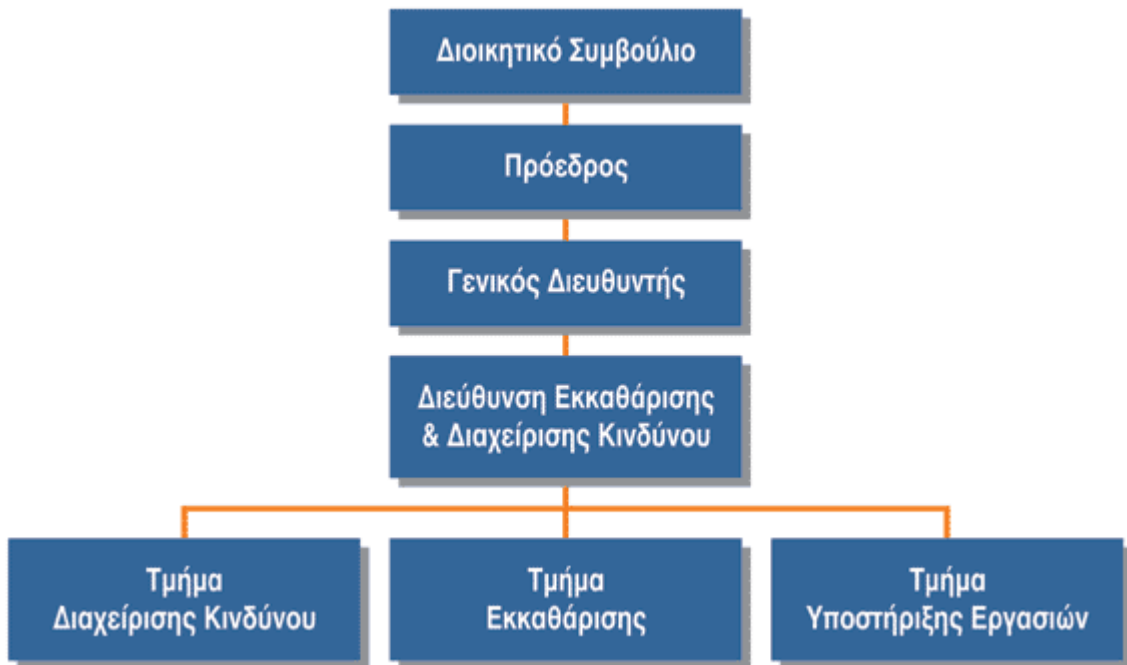 Διοικητικό Συμβούλιο
Πρόεδρος
Γενικός Διευθυντής
Διεύθυνση Εκκαθάρισης
& Διαχείρισης Κινδύνου
Τμήμα
Διαχείρισης Κινδύνου
Τμήμα
Εκκαθάρισης
Τμήμα
Υποστήριξης Εργασιών